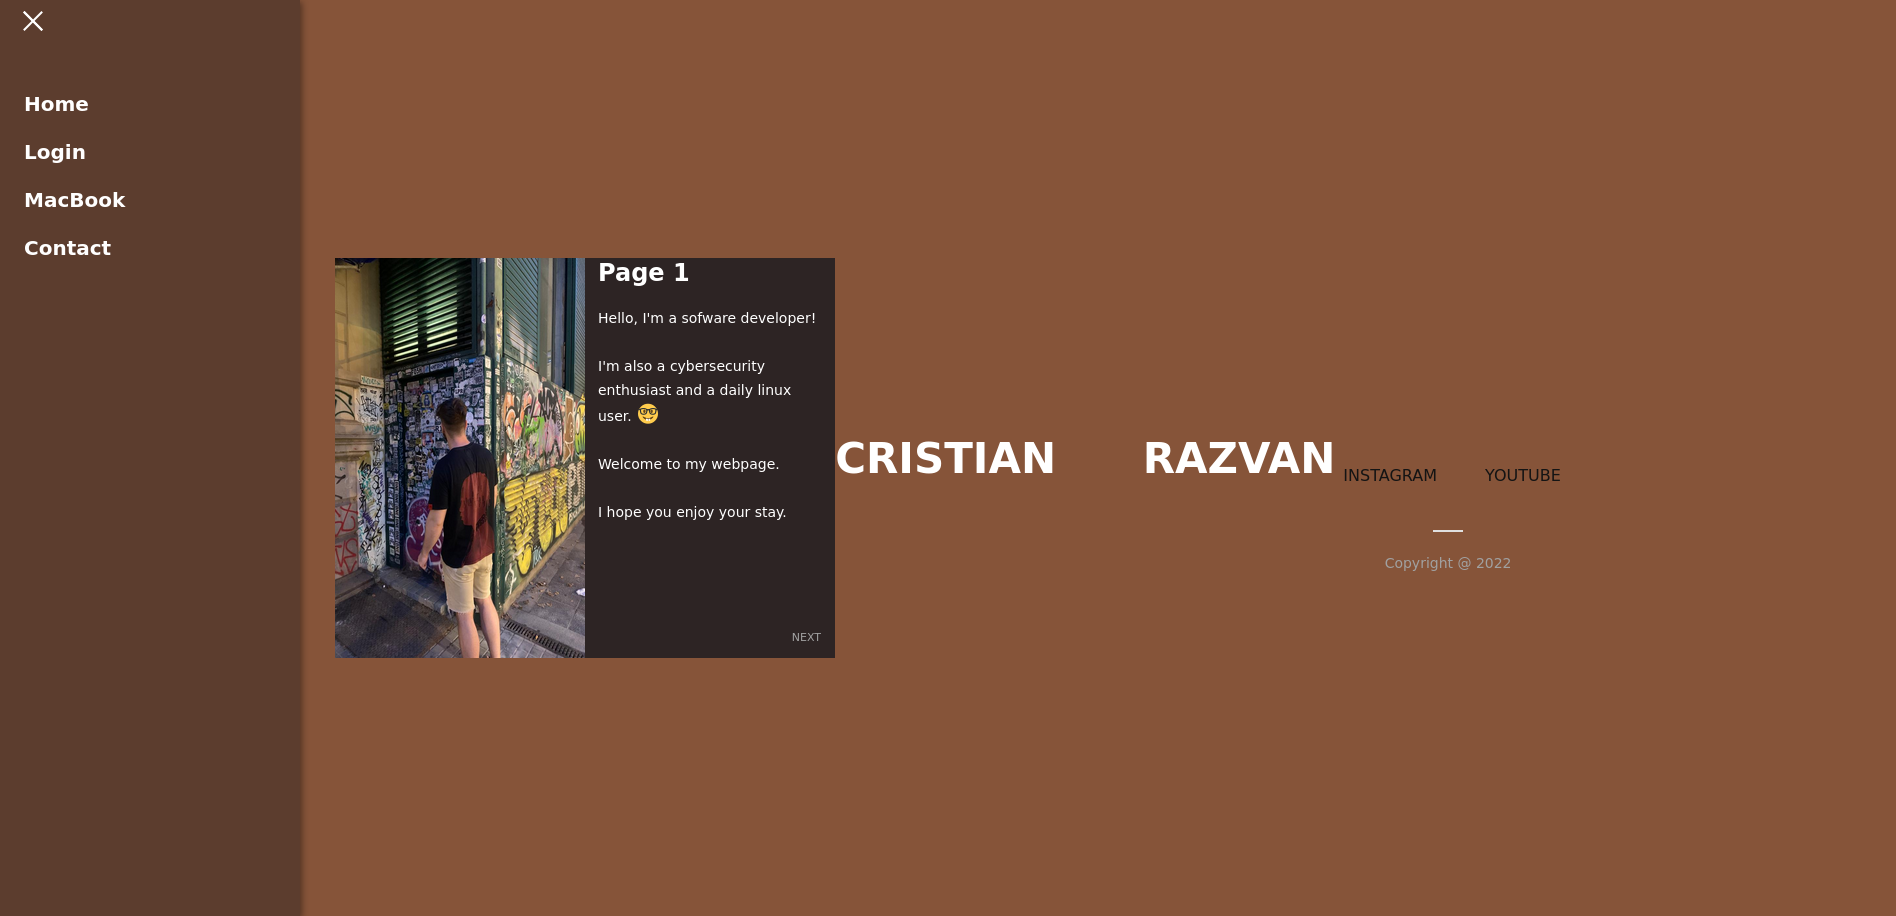 Home
Login
MacBook
Contact
Page 1
Hello, I'm a sofware developer!
I'm also a cybersecurity
enthusiast and a daily linux
user. 🤓
Welcome to my webpage.
I hope you enjoy your stay.
NEXT
CRISTIAN RAZVAN
INSTAGRAM YOUTUBE
Copyright @ 2022